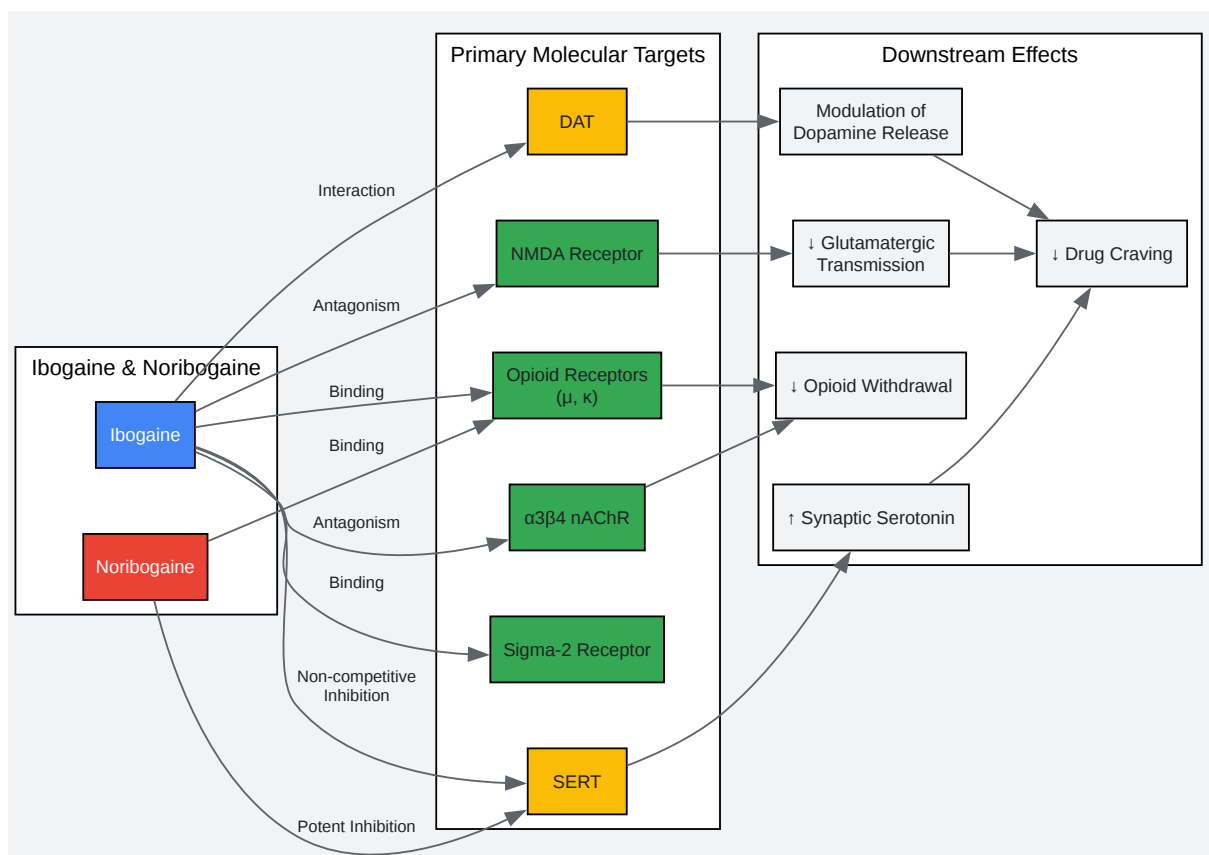 Primary Molecular Targets
Downstream Effects
DAT
Modulation of
Dopamine Release
Interaction
NMDA Receptor
↓ Glutamatergic
Transmission
↓ Drug Craving
Antagonism
Ibogaine & Noribogaine
Opioid Receptors
(μ, κ)
↓ Opioid Withdrawal
Binding
Ibogaine
Binding
α3β4 nAChR
↑ Synaptic Serotonin
Antagonism
Noribogaine
Binding
Sigma-2 Receptor
Non-competitive
Inhibition
SERT
Potent Inhibition